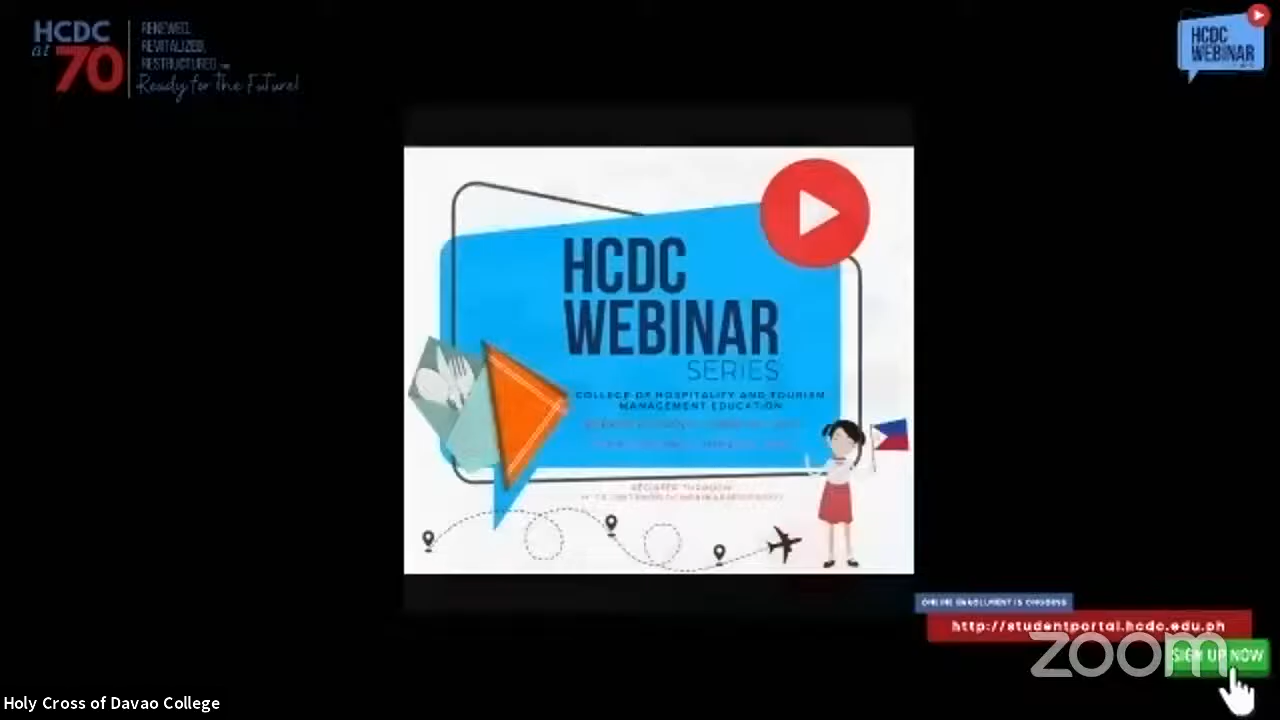 HCDC
at
70
RENEWED,
REVITALIZED,
RESTRUCTURED
Ready for the Future!
HCDC
WEBINAR
HCDC
WEBINAR
SERIES
COLLEGE OF HOSPITALITY AND TOURISM
MANAGEMENT EDUCATION
REGISTER THROUGH
ONLINE ENROLLMENT IS ONGOING
http://studentportal.hcdc.edu.ph
zoom
SIGN UP NOW
Holy Cross of Davao College